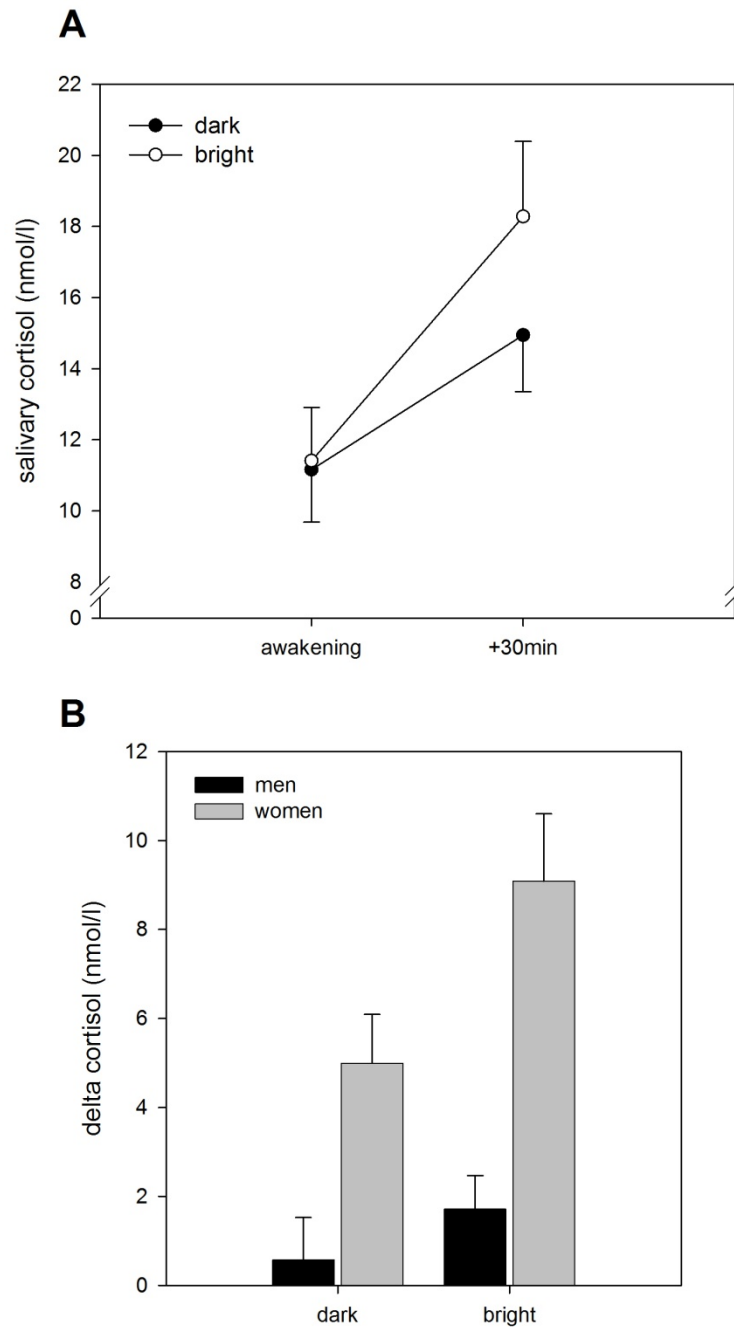 A
22
dark
bright
20
18
16
14
12
10
8
0
salivary cortisol (nmol/l)
awakening +30min
B
12
men
women
10
8
6
4
2
0
delta cortisol (nmol/l)
dark bright